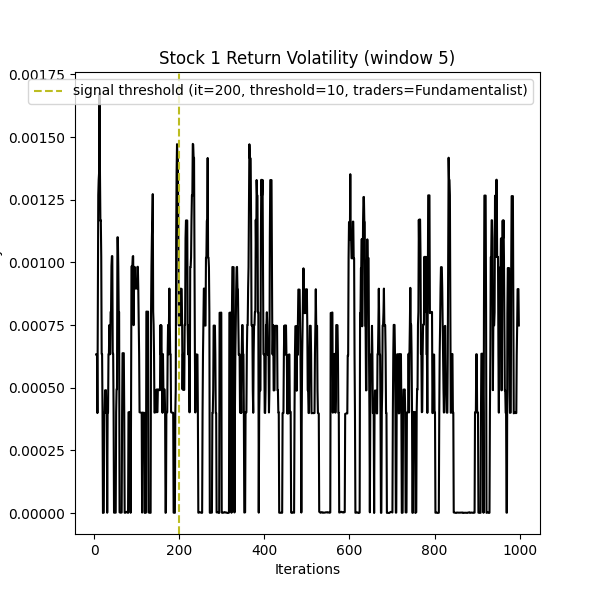 Stock 1 Return Volatility (window 5)
signal threshold (it=200, threshold=10, traders=Fundamentalist)
0.00175
0.00150
0.00125
0.00100
0.00075
0.00050
0.00025
0.00000
0 200 400 600 800 1000
Iterations